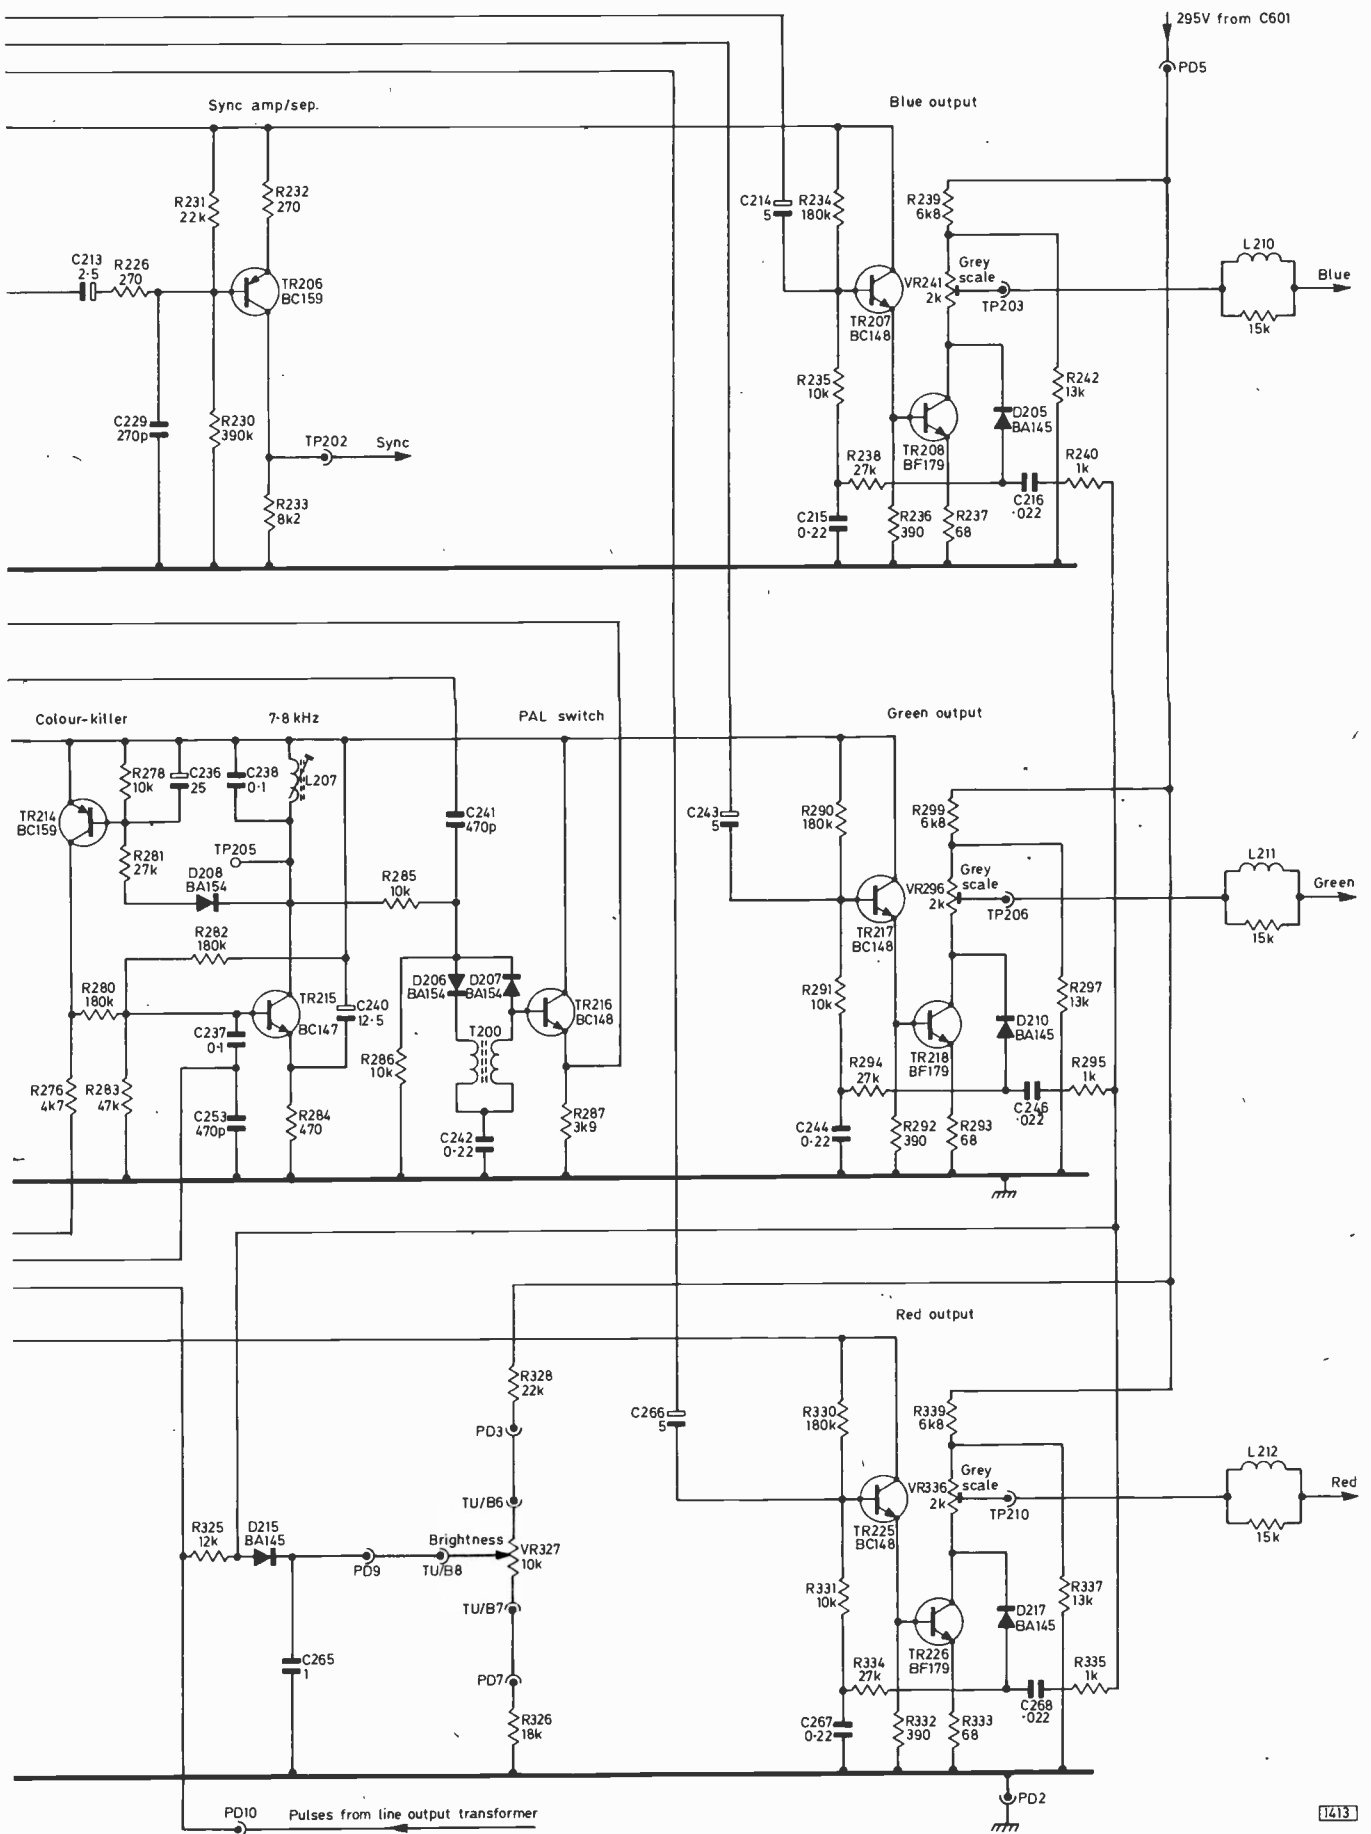 295V from C601
PD5
Sync amp/sep.
Blue output
R231
22k
R232
270
C214
5
R234
180k
R239
6k8
L210
C213
2·5
R226
270
TR206
BC159
Grey
scale
VR241
2k
TP203
Blue
15k
TR207
BC148
R235
10k
R242
13k
C229
270p
R230
390k
TP202
Sync
D205
BA145
TR208
BF179
R238
27k
R240
1k
C216
·022
R233
8k2
C215
0·22
R236
390
R237
68
Colour-killer
7·8 kHz
PAL switch
Green output
R278
10k
C236
25
C238
0·1
L207
TR214
BC159
C241
470p
C243
5
R290
180k
R299
6k8
R281
27k
TP205
D208
BA154
R285
10k
Grey
scale
VR296
2k
TP206
L211
Green
15k
TR217
BC148
R282
180k
R280
180k
TR215
BC147
C240
12·5
D206
BA154
D207
BA154
TR216
BC148
R291
10k
R297
13k
C237
0·1
T200
D210
BA145
TR218
BF179
R286
10k
R294
27k
R295
1k
R276
4k7
R283
47k
C253
470p
R284
470
C242
0·22
R287
3k9
C246
·022
C244
0·22
R292
390
R293
68
Red output
R328
22k
PD3
C266
5
R330
180k
R339
6k8
L212
TU/B6
Grey
scale
VR336
2k
TP210
Red
15k
R325
12k
D215
BA145
Brightness
VR327
10k
PD9
TU/B8
TR225
BC148
TU/B7
R331
10k
R337
13k
D217
BA145
C265
1
PD7
TR226
BF179
R334
27k
R335
1k
C268
·022
R326
18k
C267
0·22
R332
390
R333
68
PD10
Pulses from line output transformer
PD2
1413